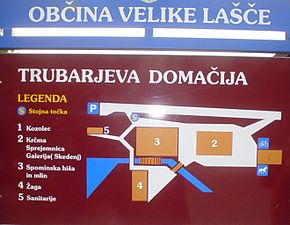 OBČINA VELIKE LAŠČE
TRUBARJEVA DOMAČIJA
LEGENDA
S Stojna točka
1 Kozolec
2 Krčma
Sprejemnica
Galerija( Skedenj)
3 Spominska hiša
in mlin
4 Žaga
5 Sanitarije
P
S
5
3
2
4